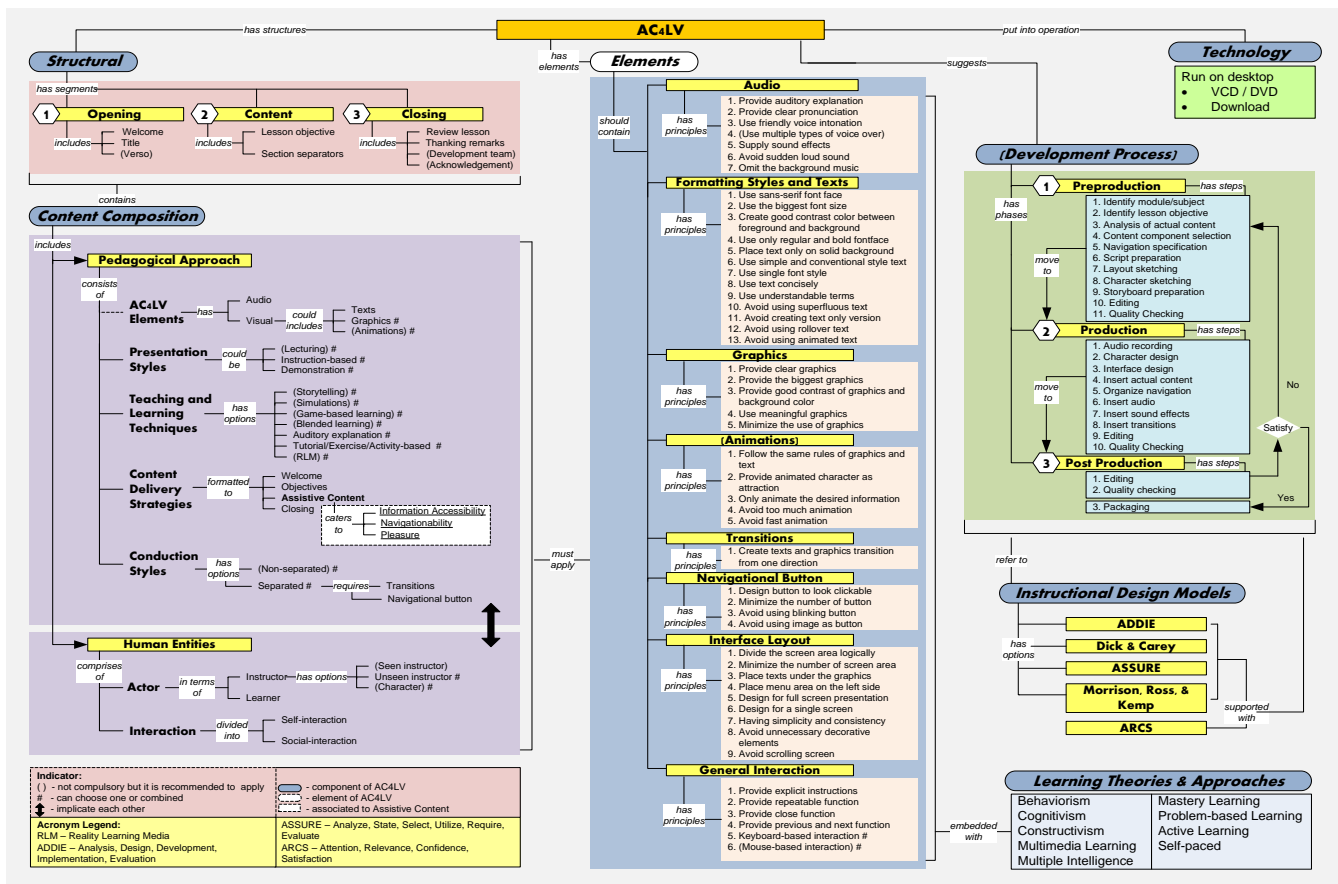 AC4LV
has structures
has elements
suggests
put into operation
Structural
has segments
1
Opening
includes
Welcome
Title
(Verso)
2
Content
includes
Lesson objective
Section separators
3
Closing
includes
Review lesson
Thanking remarks
(Development team)
(Acknowledgement)
contains
Content Composition
includes
Pedagogical Approach
consists of
AC4LV Elements
has
Audio
Visual
could includes
Texts
Graphics #
(Animations) #
Presentation Styles
could be
(Lecturing) #
Instruction-based #
Demonstration #
Teaching and Learning Techniques
has options
(Storytelling) #
(Simulations) #
(Game-based learning) #
(Blended learning) #
Auditory explanation #
Tutorial/Exercise/Activity-based #
(RLM) #
Content Delivery Strategies
formatted to
Welcome
Objectives
Assistive Content
Closing
caters to
Information Accessibility
Navigationability
Pleasure
Conduction Styles
has options
(Non-separated) #
Separated #
requires
Transitions
Navigational button
Human Entities
comprises of
Actor
in terms of
Instructor
has options
(Seen instructor)
Unseen instructor #
(Character) #
Learner
Interaction
divided into
Self-interaction
Social-interaction
must apply
Indicator:
( ) - not compulsory but it is recommended to apply
# - can choose one or combined
- implicate each other
- component of AC4LV
- element of AC4LV
- associated to Assistive Content
Acronym Legend:
RLM – Reality Learning Media
ADDIE – Analysis, Design, Development,
Implementation, Evaluation
ASSURE – Analyze, State, Select, Utilize, Require,
Evaluate
ARCS – Attention, Relevance, Confidence,
Satisfaction
Elements
should contain
Audio
has principles
1. Provide auditory explanation
2. Provide clear pronunciation
3. Use friendly voice intonation
4. (Use multiple types of voice over)
5. Supply sound effects
6. Avoid sudden loud sound
7. Omit the background music
Formatting Styles and Texts
has principles
1. Use sans-serif font face
2. Use the biggest font size
3. Create good contrast color between
foreground and background
4. Use only regular and bold fontface
5. Place text only on solid background
6. Use simple and conventional style text
7. Use single font style
8. Use text concisely
9. Use understandable terms
10. Avoid using superfluous text
11. Avoid creating text only version
12. Avoid using rollover text
13. Avoid using animated text
Graphics
has principles
1. Provide clear graphics
2. Provide the biggest graphics
3. Provide good contrast of graphics and
background color
4. Use meaningful graphics
5. Minimize the use of graphics
(Animations)
has principles
1. Follow the same rules of graphics and
text
2. Provide animated character as
attraction
3. Only animate the desired information
4. Avoid too much animation
5. Avoid fast animation
Transitions
has principles
1. Create texts and graphics transition
from one direction
Navigational Button
has principles
1. Design button to look clickable
2. Minimize the number of button
3. Avoid using blinking button
4. Avoid using image as button
Interface Layout
has principles
1. Divide the screen area logically
2. Minimize the number of screen area
3. Place texts under the graphics
4. Place menu area on the left side
5. Design for full screen presentation
6. Design for a single screen
7. Having simplicity and consistency
8. Avoid unnecessary decorative
elements
9. Avoid scrolling screen
General Interaction
has principles
1. Provide explicit instructions
2. Provide repeatable function
3. Provide close function
4. Provide previous and next function
5. Keyboard-based interaction #
6. (Mouse-based interaction) #
Technology
Run on desktop
• VCD / DVD
• Download
(Development Process)
has phases
1
Preproduction
has steps
1. Identify module/subject
2. Identify lesson objective
3. Analysis of actual content
4. Content component selection
5. Navigation specification
6. Script preparation
7. Layout sketching
8. Character sketching
9. Storyboard preparation
10. Editing
11. Quality Checking
move to
2
Production
has steps
1. Audio recording
2. Character design
3. Interface design
4. Insert actual content
5. Organize navigation
6. Insert audio
7. Insert sound effects
8. Insert transitions
9. Editing
10. Quality Checking
move to
No
Satisfy
Yes
3
Post Production
has steps
1. Editing
2. Quality checking
3. Packaging
refer to
Instructional Design Models
has options
ADDIE
Dick & Carey
ASSURE
Morrison, Ross, &
Kemp
ARCS
supported with
embedded with
Learning Theories & Approaches
Behaviorism
Cognitivism
Constructivism
Multimedia Learning
Multiple Intelligence
Mastery Learning
Problem-based Learning
Active Learning
Self-paced